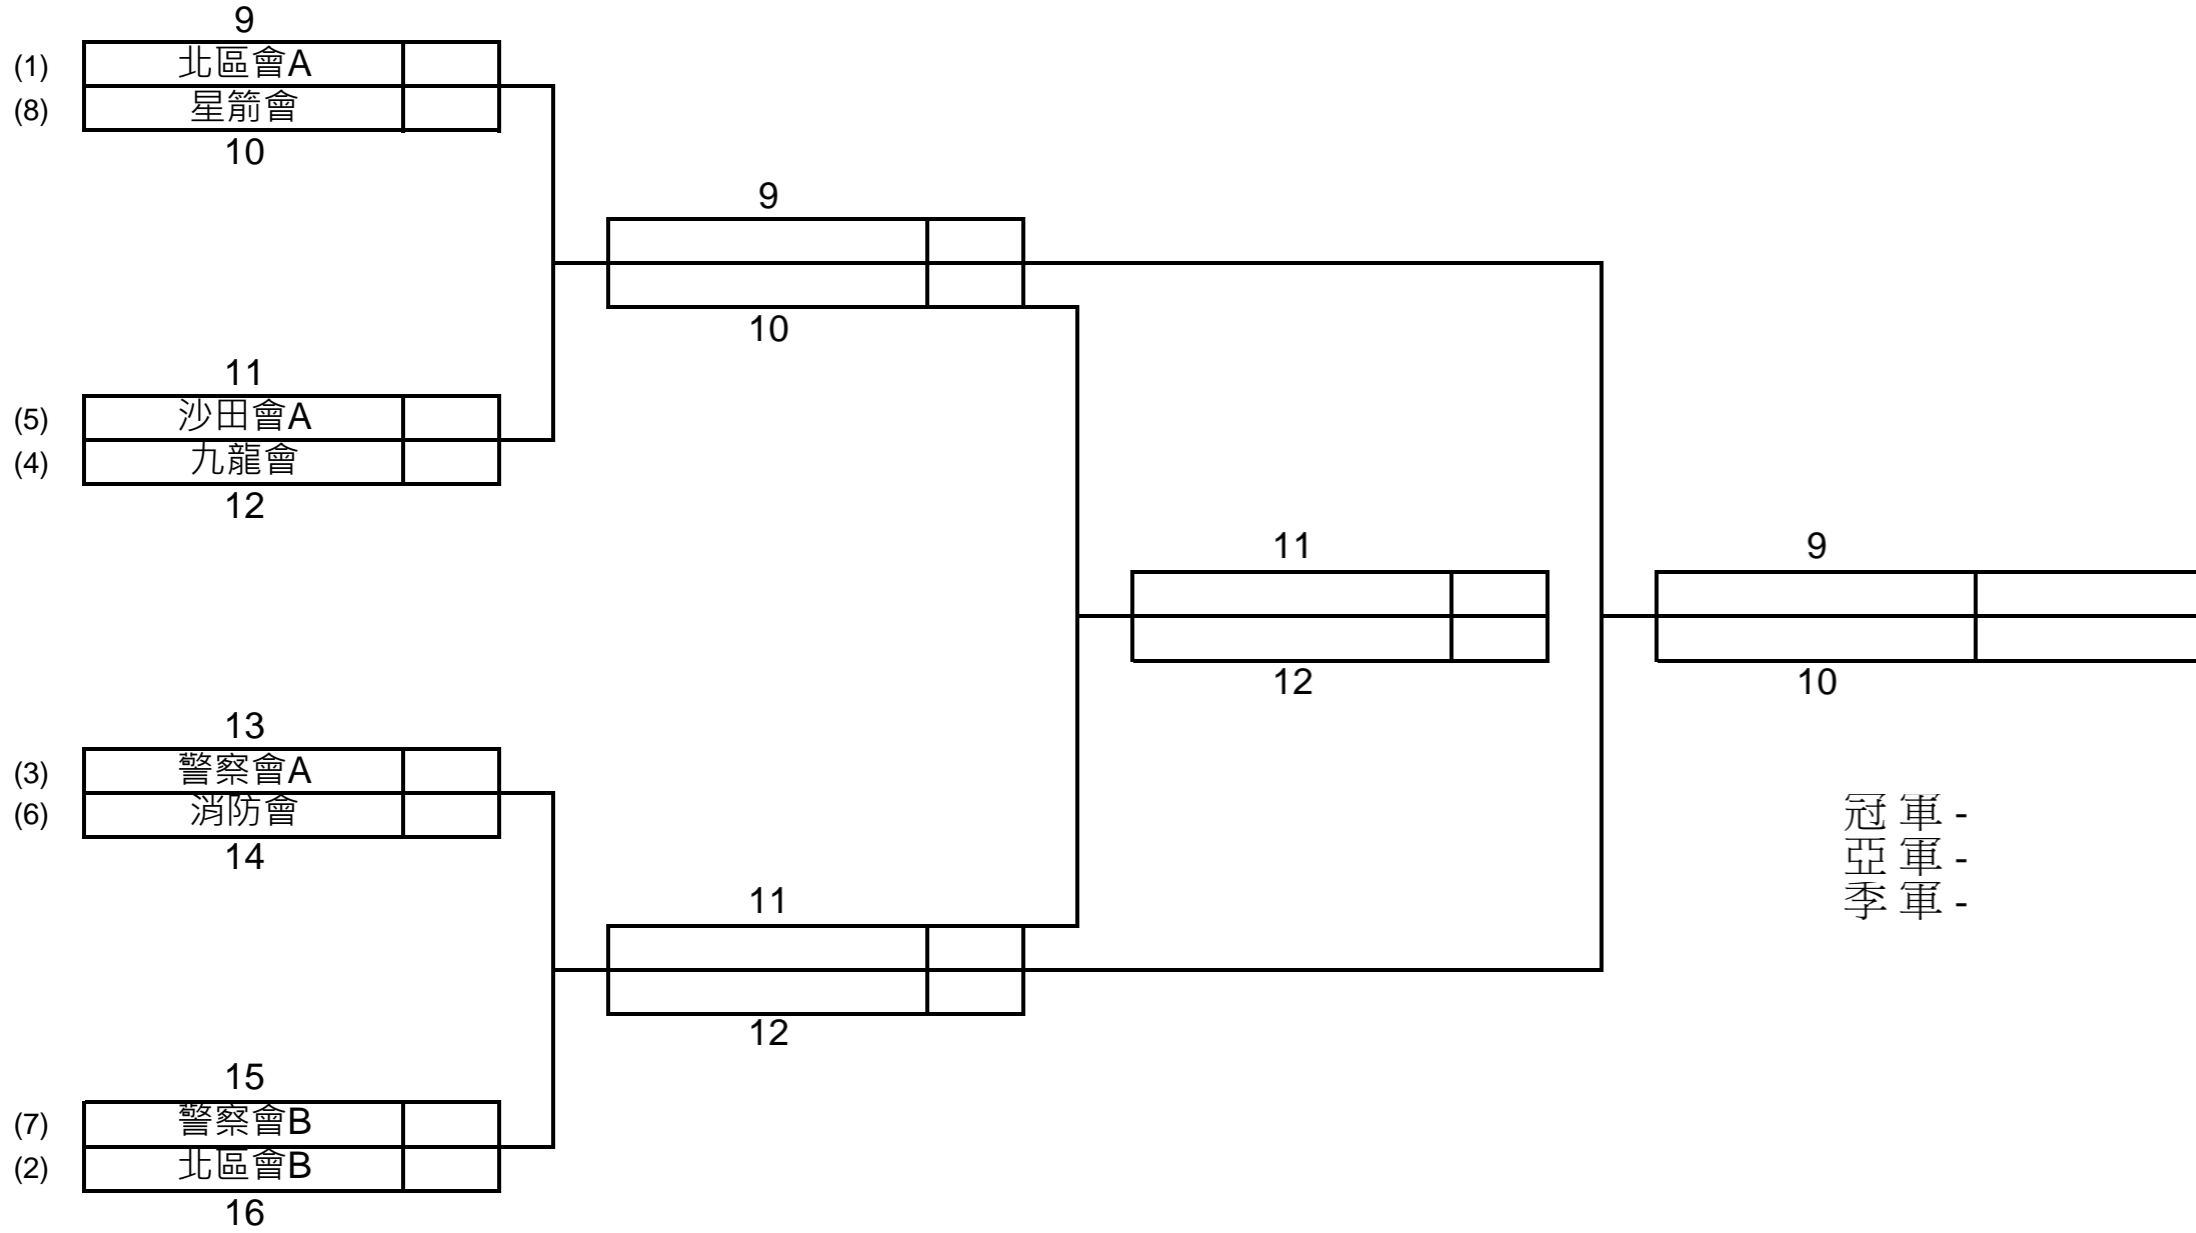 9
(1) 北區會A
(8) 星箭會
10
11
(5) 沙田會A
(4) 九龍會
12
13
(3) 警察會A
(6) 消防會
14
15
(7) 警察會B
(2) 北區會B
16
9
10
11
12
11
12
9
10
冠 軍 -
亞 軍 -
季 軍 -